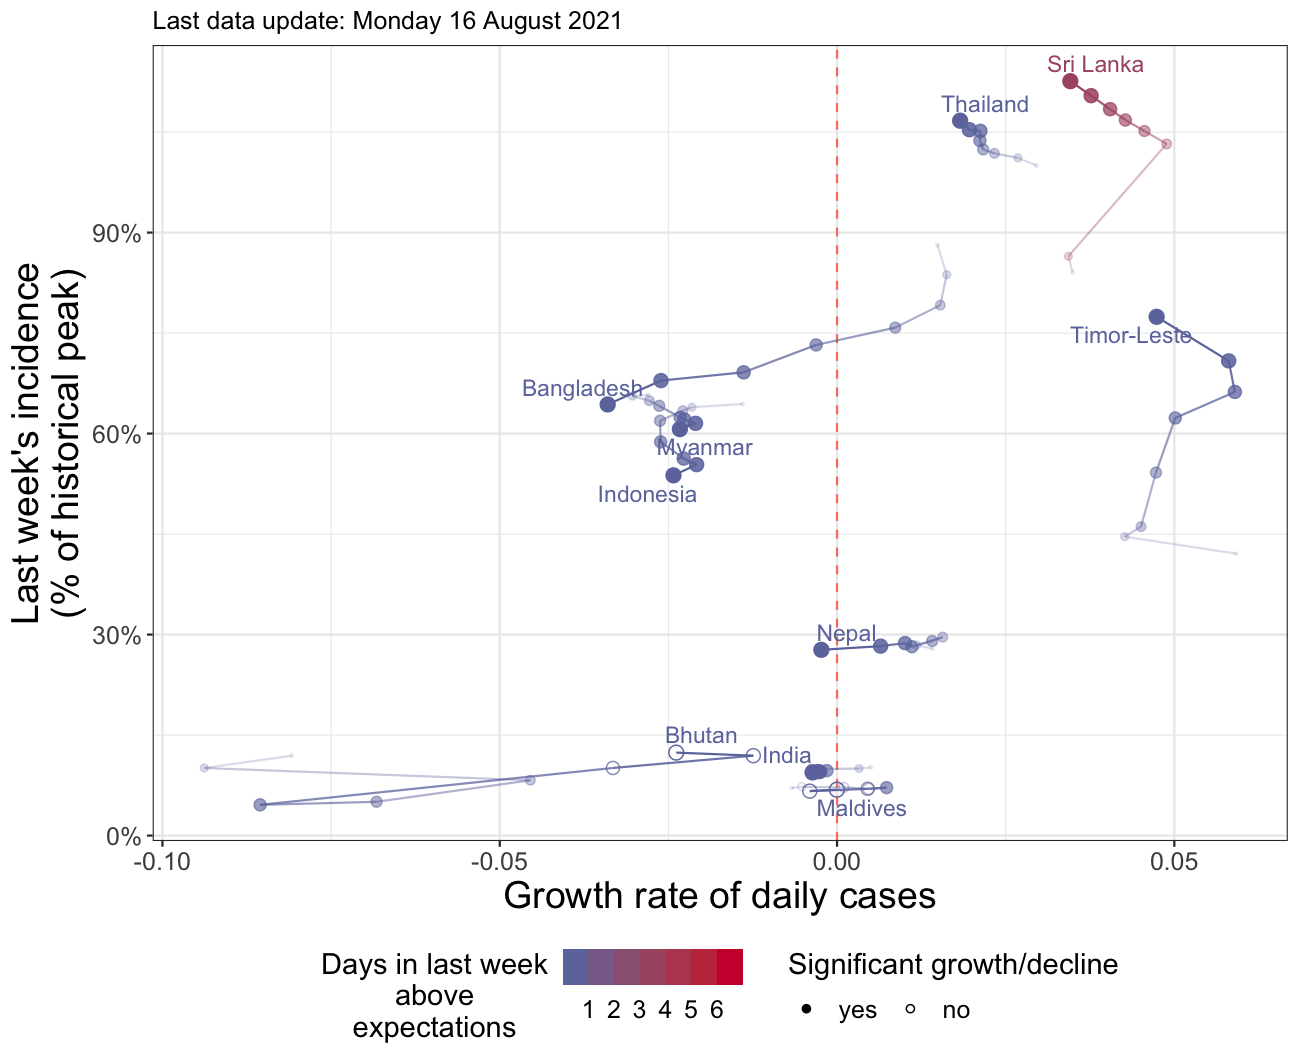 Last data update: Monday 16 August 2021
Sri Lanka
Thailand
90%
Timor-Leste
Bangladesh
60%
Myanmar
Indonesia
30%
Nepal
Bhutan
India
Maldives
0%
-0.10
-0.05
0.00
0.05
Last week's incidence
(% of historical peak)
Growth rate of daily cases
Days in last week
above
expectations
1 2 3 4 5 6
Significant growth/decline
yes
no